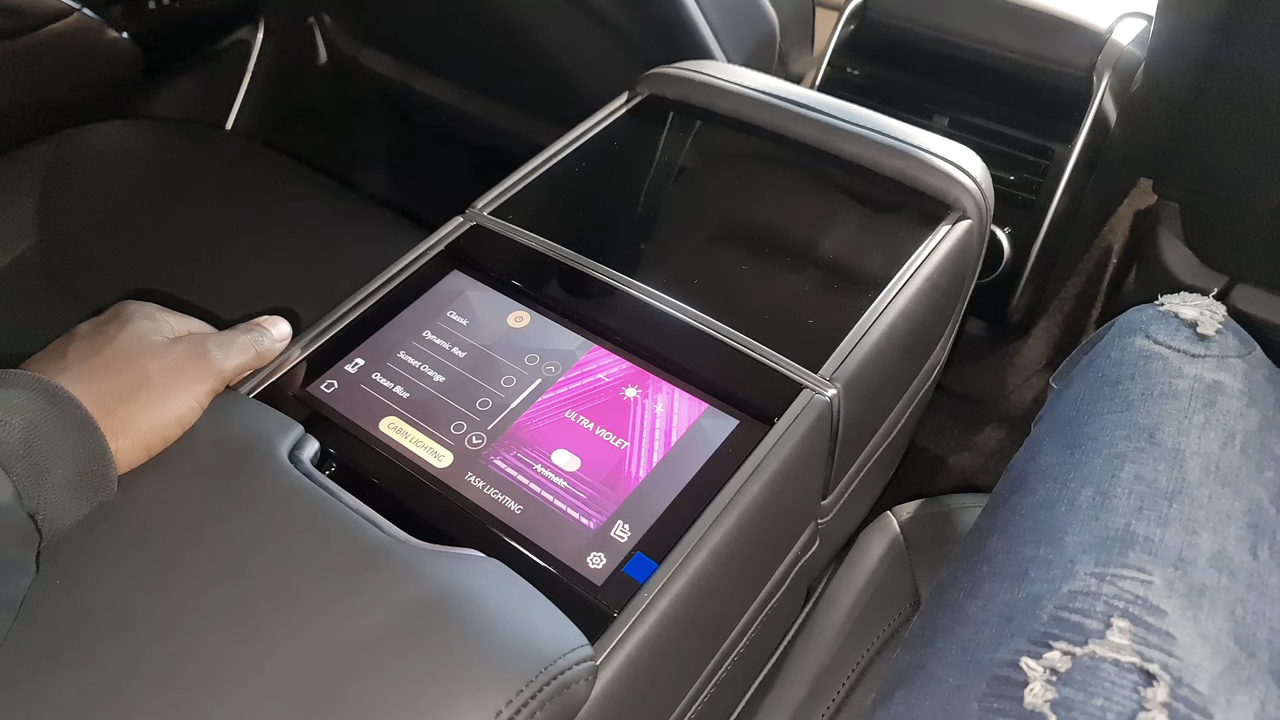 Classic
Dynamic Red
Sunset Orange
Ocean Blue
CABIN LIGHTING
TASK LIGHTING
ULTRA VIOLET
Animate